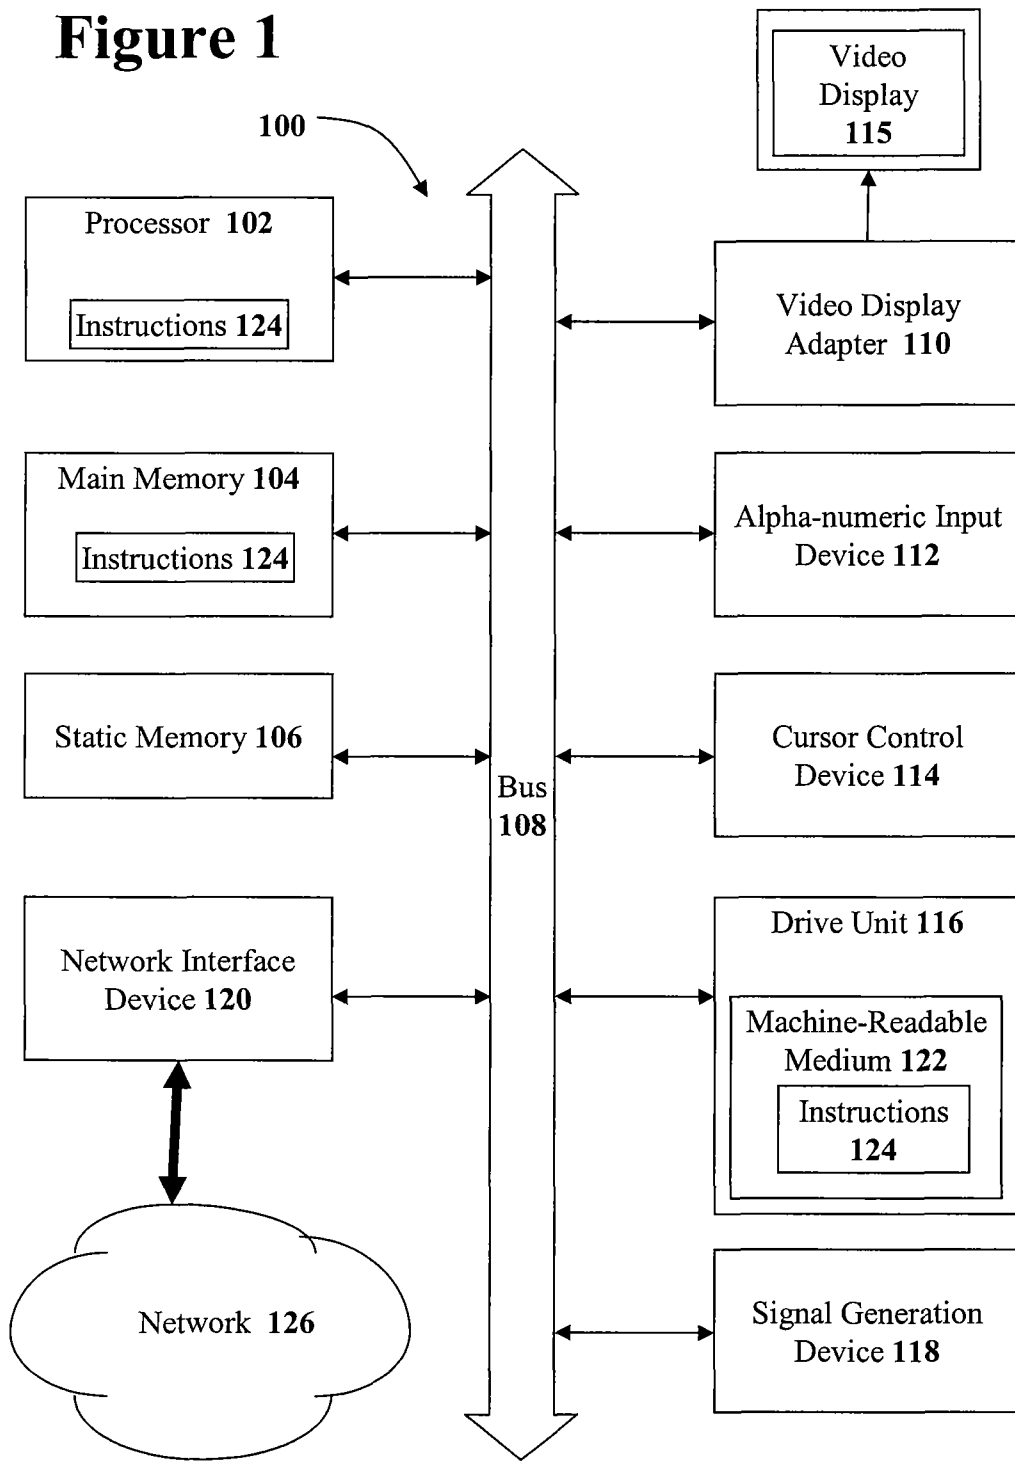 Figure 1
100
Video
Display
115
Processor 102
Instructions 124
Video Display
Adapter 110
Main Memory 104
Instructions 124
Alpha-numeric Input
Device 112
Static Memory 106
Cursor Control
Device 114
Bus
108
Network Interface
Device 120
Drive Unit 116
Machine-Readable
Medium 122
Instructions
124
Network 126
Signal Generation
Device 118